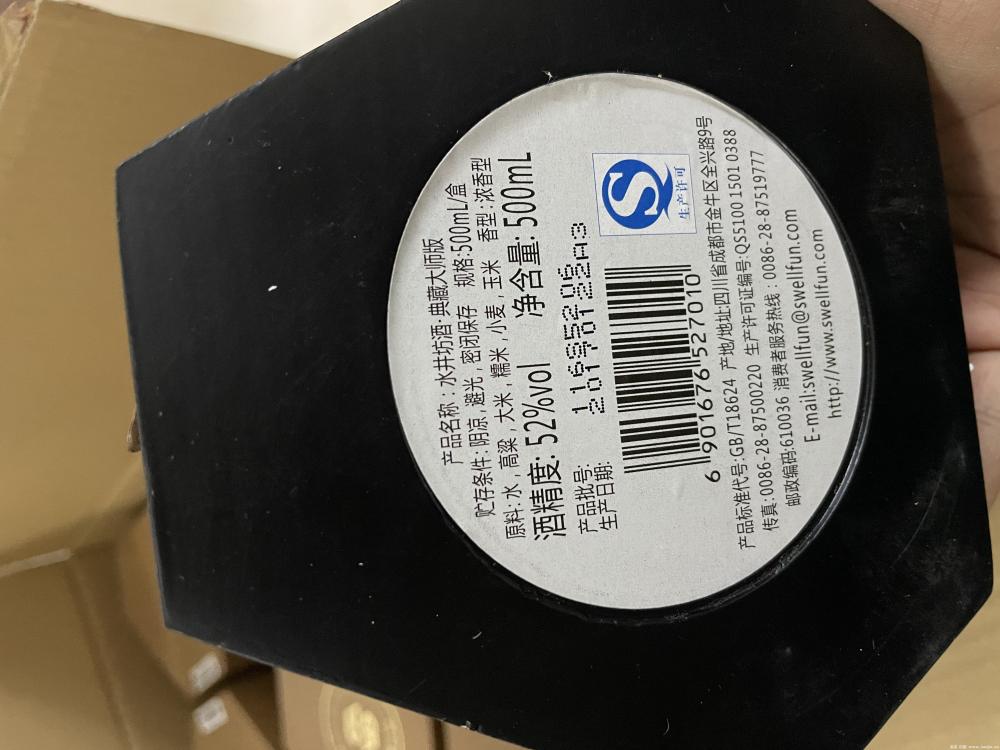 产品名称：水井坊酒·典藏大师版
贮存条件:阴凉,避光,密闭保存 规格:500mL/盒
原料:水,高粱,大米,糯米,小麦,玉米 香型:浓香型
酒精度: 52%vol 净含量: 500mL
产品批号: 11685206
生产日期: 20170122A3
生产许可
6 901676 527010
产品标准代号:GB/T18624 产地/地址:四川省成都市金牛区全兴路9号
传真:0086-28-87500220 生产许可证编号:QS5100 1501 0388
邮政编码:610036 消费者服务热线：0086-28-87519777
E-mail:swellfun@swellfun.com
http://www.swellfun.com